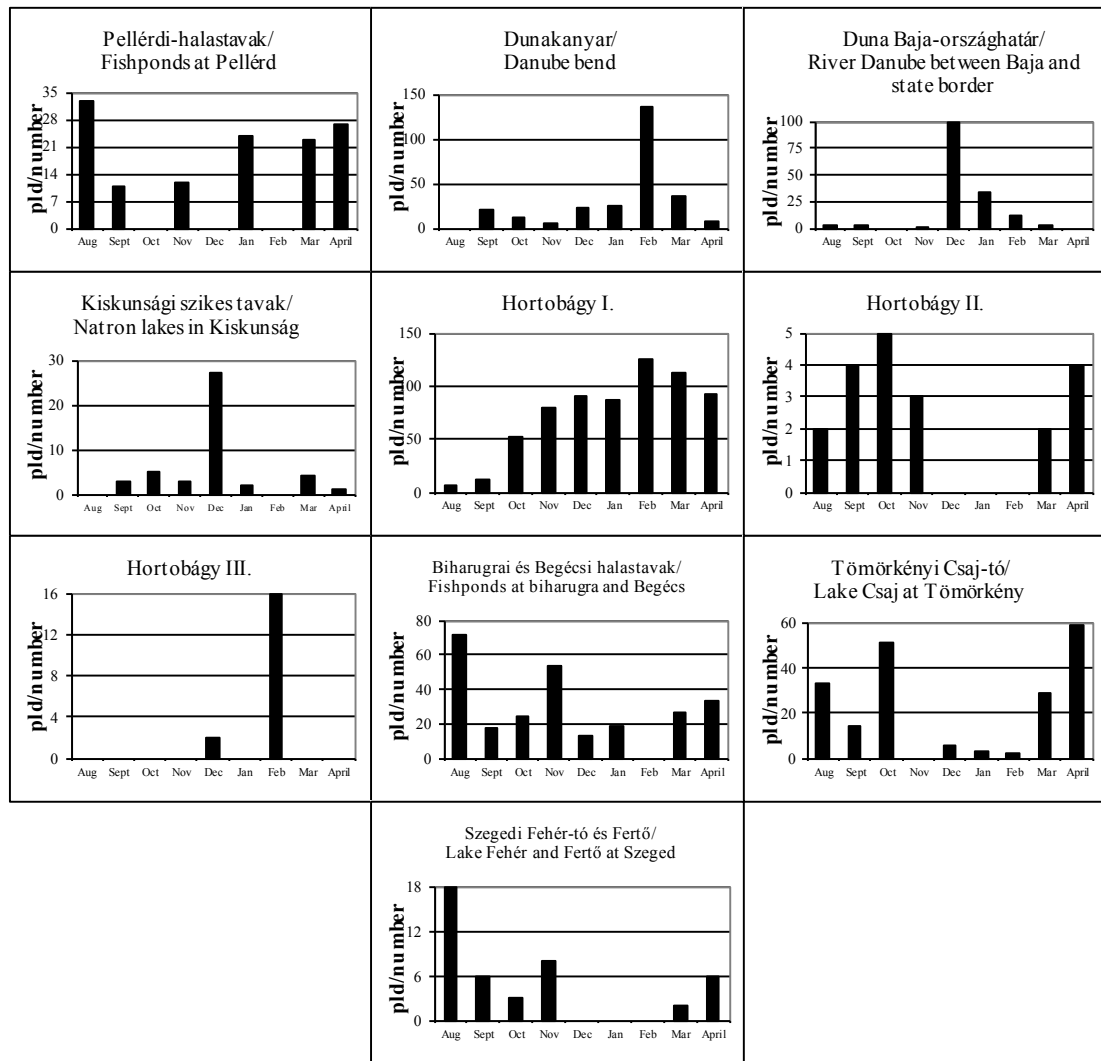 Pellérdi-halastavak/
Fishponds at Pellérd
pld/number
35
28
21
14
7
0
Aug Sept Oct Nov Dec Jan Feb Mar April
Dunakanyar/
Danube bend
pld/number
150
100
50
0
Aug Sept Oct Nov Dec Jan Feb Mar April
Duna Baja-országhatár/
River Danube between Baja and
state border
pld/number
100
75
50
25
0
Aug Sept Oct Nov Dec Jan Feb Mar April
Kiskunsági szikes tavak/
Natron lakes in Kiskunság
pld/number
30
20
10
0
Aug Sept Oct Nov Dec Jan Feb Mar April
Hortobágy I.
pld/number
150
100
50
0
Aug Sept Oct Nov Dec Jan Feb Mar April
Hortobágy II.
pld/number
5
4
3
2
1
0
Aug Sept Oct Nov Dec Jan Feb Mar April
Hortobágy III.
pld/number
16
12
8
4
0
Aug Sept Oct Nov Dec Jan Feb Mar April
Biharugrai és Begécsi halastavak/
Fishponds at biharugra and Begécs
pld/number
80
60
40
20
0
Aug Sept Oct Nov Dec Jan Feb Mar April
Tömörkényi Csaj-tó/
Lake Csaj at Tömörkény
pld/number
60
40
20
0
Aug Sept Oct Nov Dec Jan Feb Mar April
Szegedi Fehér-tó és Fertő/
Lake Fehér and Fertő at Szeged
pld/number
18
12
6
0
Aug Sept Oct Nov Dec Jan Feb Mar April